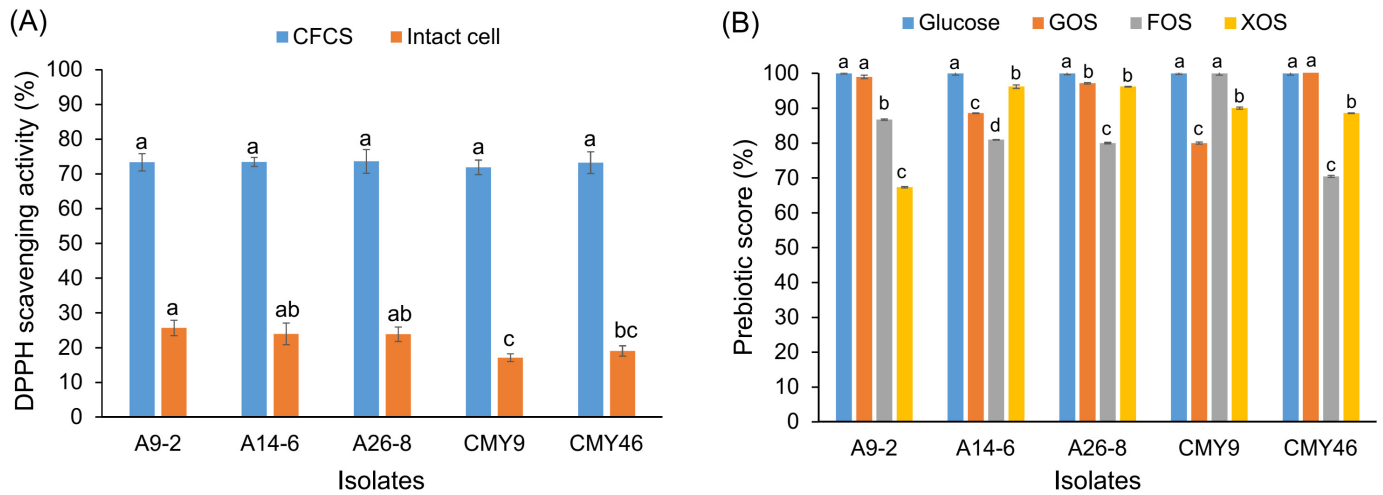 (A)
CFCS Intact cell
DPPH scavenging activity (%)
100
90
80
70
60
50
40
30
20
10
0
a a a a a
a ab ab c bc
A9-2 A14-6 A26-8 CMY9 CMY46
Isolates
(B)
Glucose GOS FOS XOS
Prebiotic score (%)
100
90
80
70
60
50
40
30
20
10
0
a a b c
a c d b
a b c b
a c a b
a a c b
A9-2 A14-6 A26-8 CMY9 CMY46
Isolates